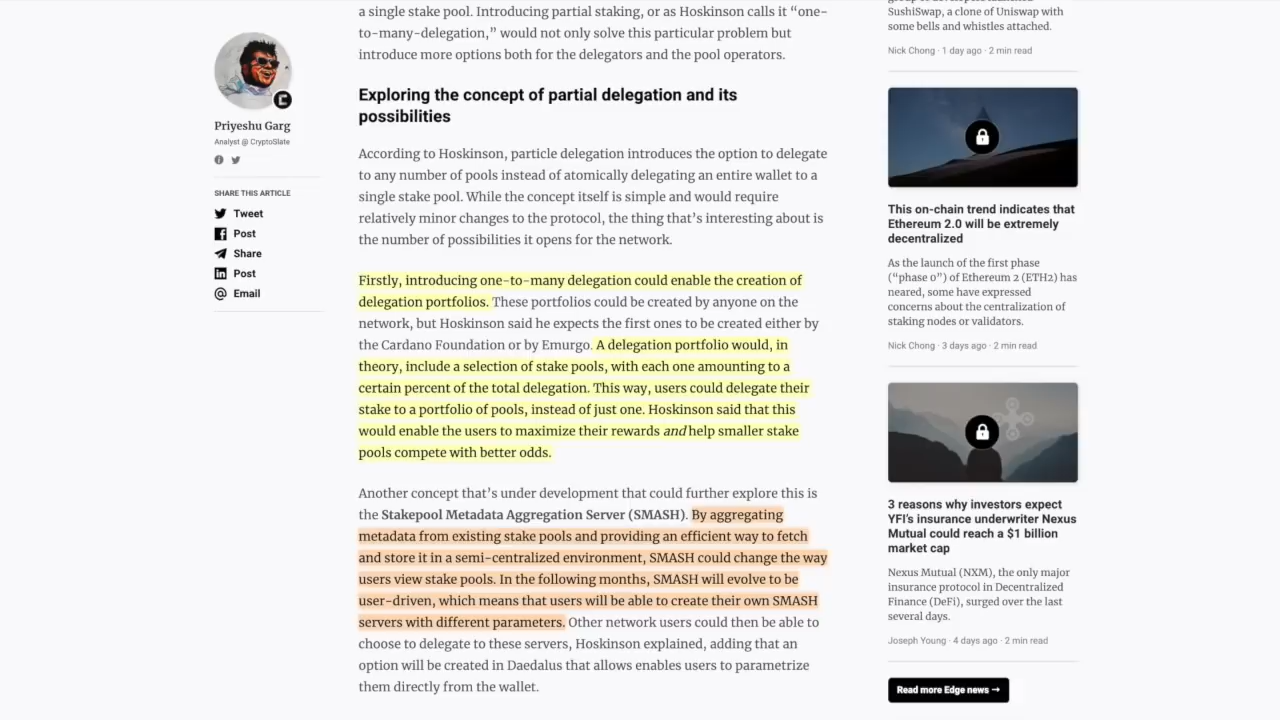 a single stake pool. Introducing partial staking, or as Hoskinson calls it “one-
to-many-delegation,” would not only solve this particular problem but
introduce more options both for the delegators and the pool operators.
Priyeshu Garg
Analyst @ CryptoSlate
SHARE THIS ARTICLE
Tweet
Post
Share
Post
Email
Exploring the concept of partial delegation and its
possibilities
According to Hoskinson, particle delegation introduces the option to delegate
to any number of pools instead of atomically delegating an entire wallet to a
single stake pool. While the concept itself is simple and would require
relatively minor changes to the protocol, the thing that’s interesting about is
the number of possibilities it opens for the network.
Firstly, introducing one-to-many delegation could enable the creation of
delegation portfolios. These portfolios could be created by anyone on the
network, but Hoskinson said he expects the first ones to be created either by
the Cardano Foundation or by Emurgo. A delegation portfolio would, in
theory, include a selection of stake pools, with each one amounting to a
certain percent of the total delegation. This way, users could delegate their
stake to a portfolio of pools, instead of just one. Hoskinson said that this
would enable the users to maximize their rewards and help smaller stake
pools compete with better odds.
Another concept that’s under development that could further explore this is
the Stakepool Metadata Aggregation Server (SMASH). By aggregating
metadata from existing stake pools and providing an efficient way to fetch
and store it in a semi-centralized environment, SMASH could change the way
users view stake pools. In the following months, SMASH will evolve to be
user-driven, which means that users will be able to create their own SMASH
servers with different parameters. Other network users could then be able to
choose to delegate to these servers, Hoskinson explained, adding that an
option will be created in Daedalus that allows enables users to parametrize
them directly from the wallet.
SushiSwap, a clone of Uniswap with
some bells and whistles attached.
Nick Chong · 1 day ago · 2 min read
This on-chain trend indicates that
Ethereum 2.0 will be extremely
decentralized
As the launch of the first phase
(“phase 0”) of Ethereum 2 (ETH2) has
neared, some have expressed
concerns about the centralization of
staking nodes or validators.
Nick Chong · 3 days ago · 2 min read
3 reasons why investors expect
YFI’s insurance underwriter Nexus
Mutual could reach a $1 billion
market cap
Nexus Mutual (NXM), the only major
insurance protocol in Decentralized
Finance (DeFi), surged over the last
several days.
Joseph Young · 4 days ago · 2 min read
Read more Edge news →